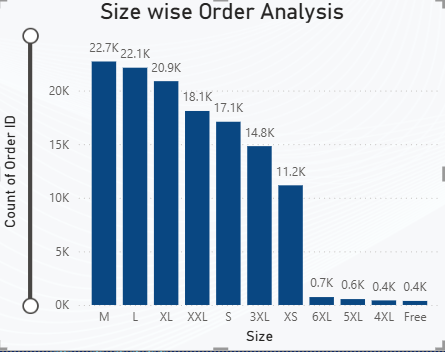 Size wise Order Analysis
22.7K
22.1K
20.9K
18.1K
17.1K
14.8K
11.2K
0.7K
0.6K
0.4K
0.4K
20K
15K
10K
5K
0K
Count of Order ID
M L XL XXL S 3XL XS 6XL 5XL 4XL Free
Size